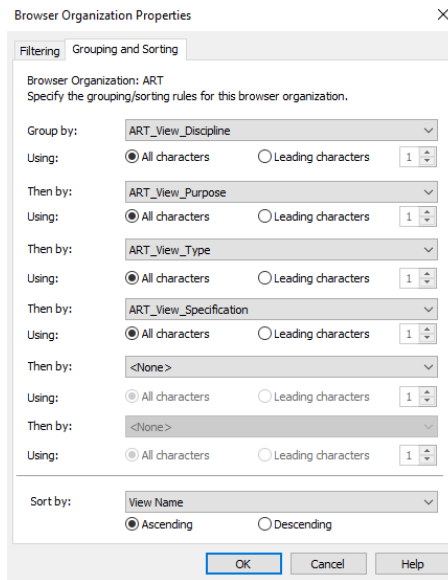 Browser Organization Properties
Filtering Grouping and Sorting
Browser Organization: ART
Specify the grouping/sorting rules for this browser organization.
Group by: ART_View_Discipline
Using: All characters Leading characters 1
Then by: ART_View_Purpose
Using: All characters Leading characters 1
Then by: ART_View_Type
Using: All characters Leading characters 1
Then by: ART_View_Specification
Using: All characters Leading characters 1
Then by: <None>
Using: All characters Leading characters 1
Then by: <None>
Using: All characters Leading characters 1
Sort by: View Name
Ascending Descending
OK Cancel Help